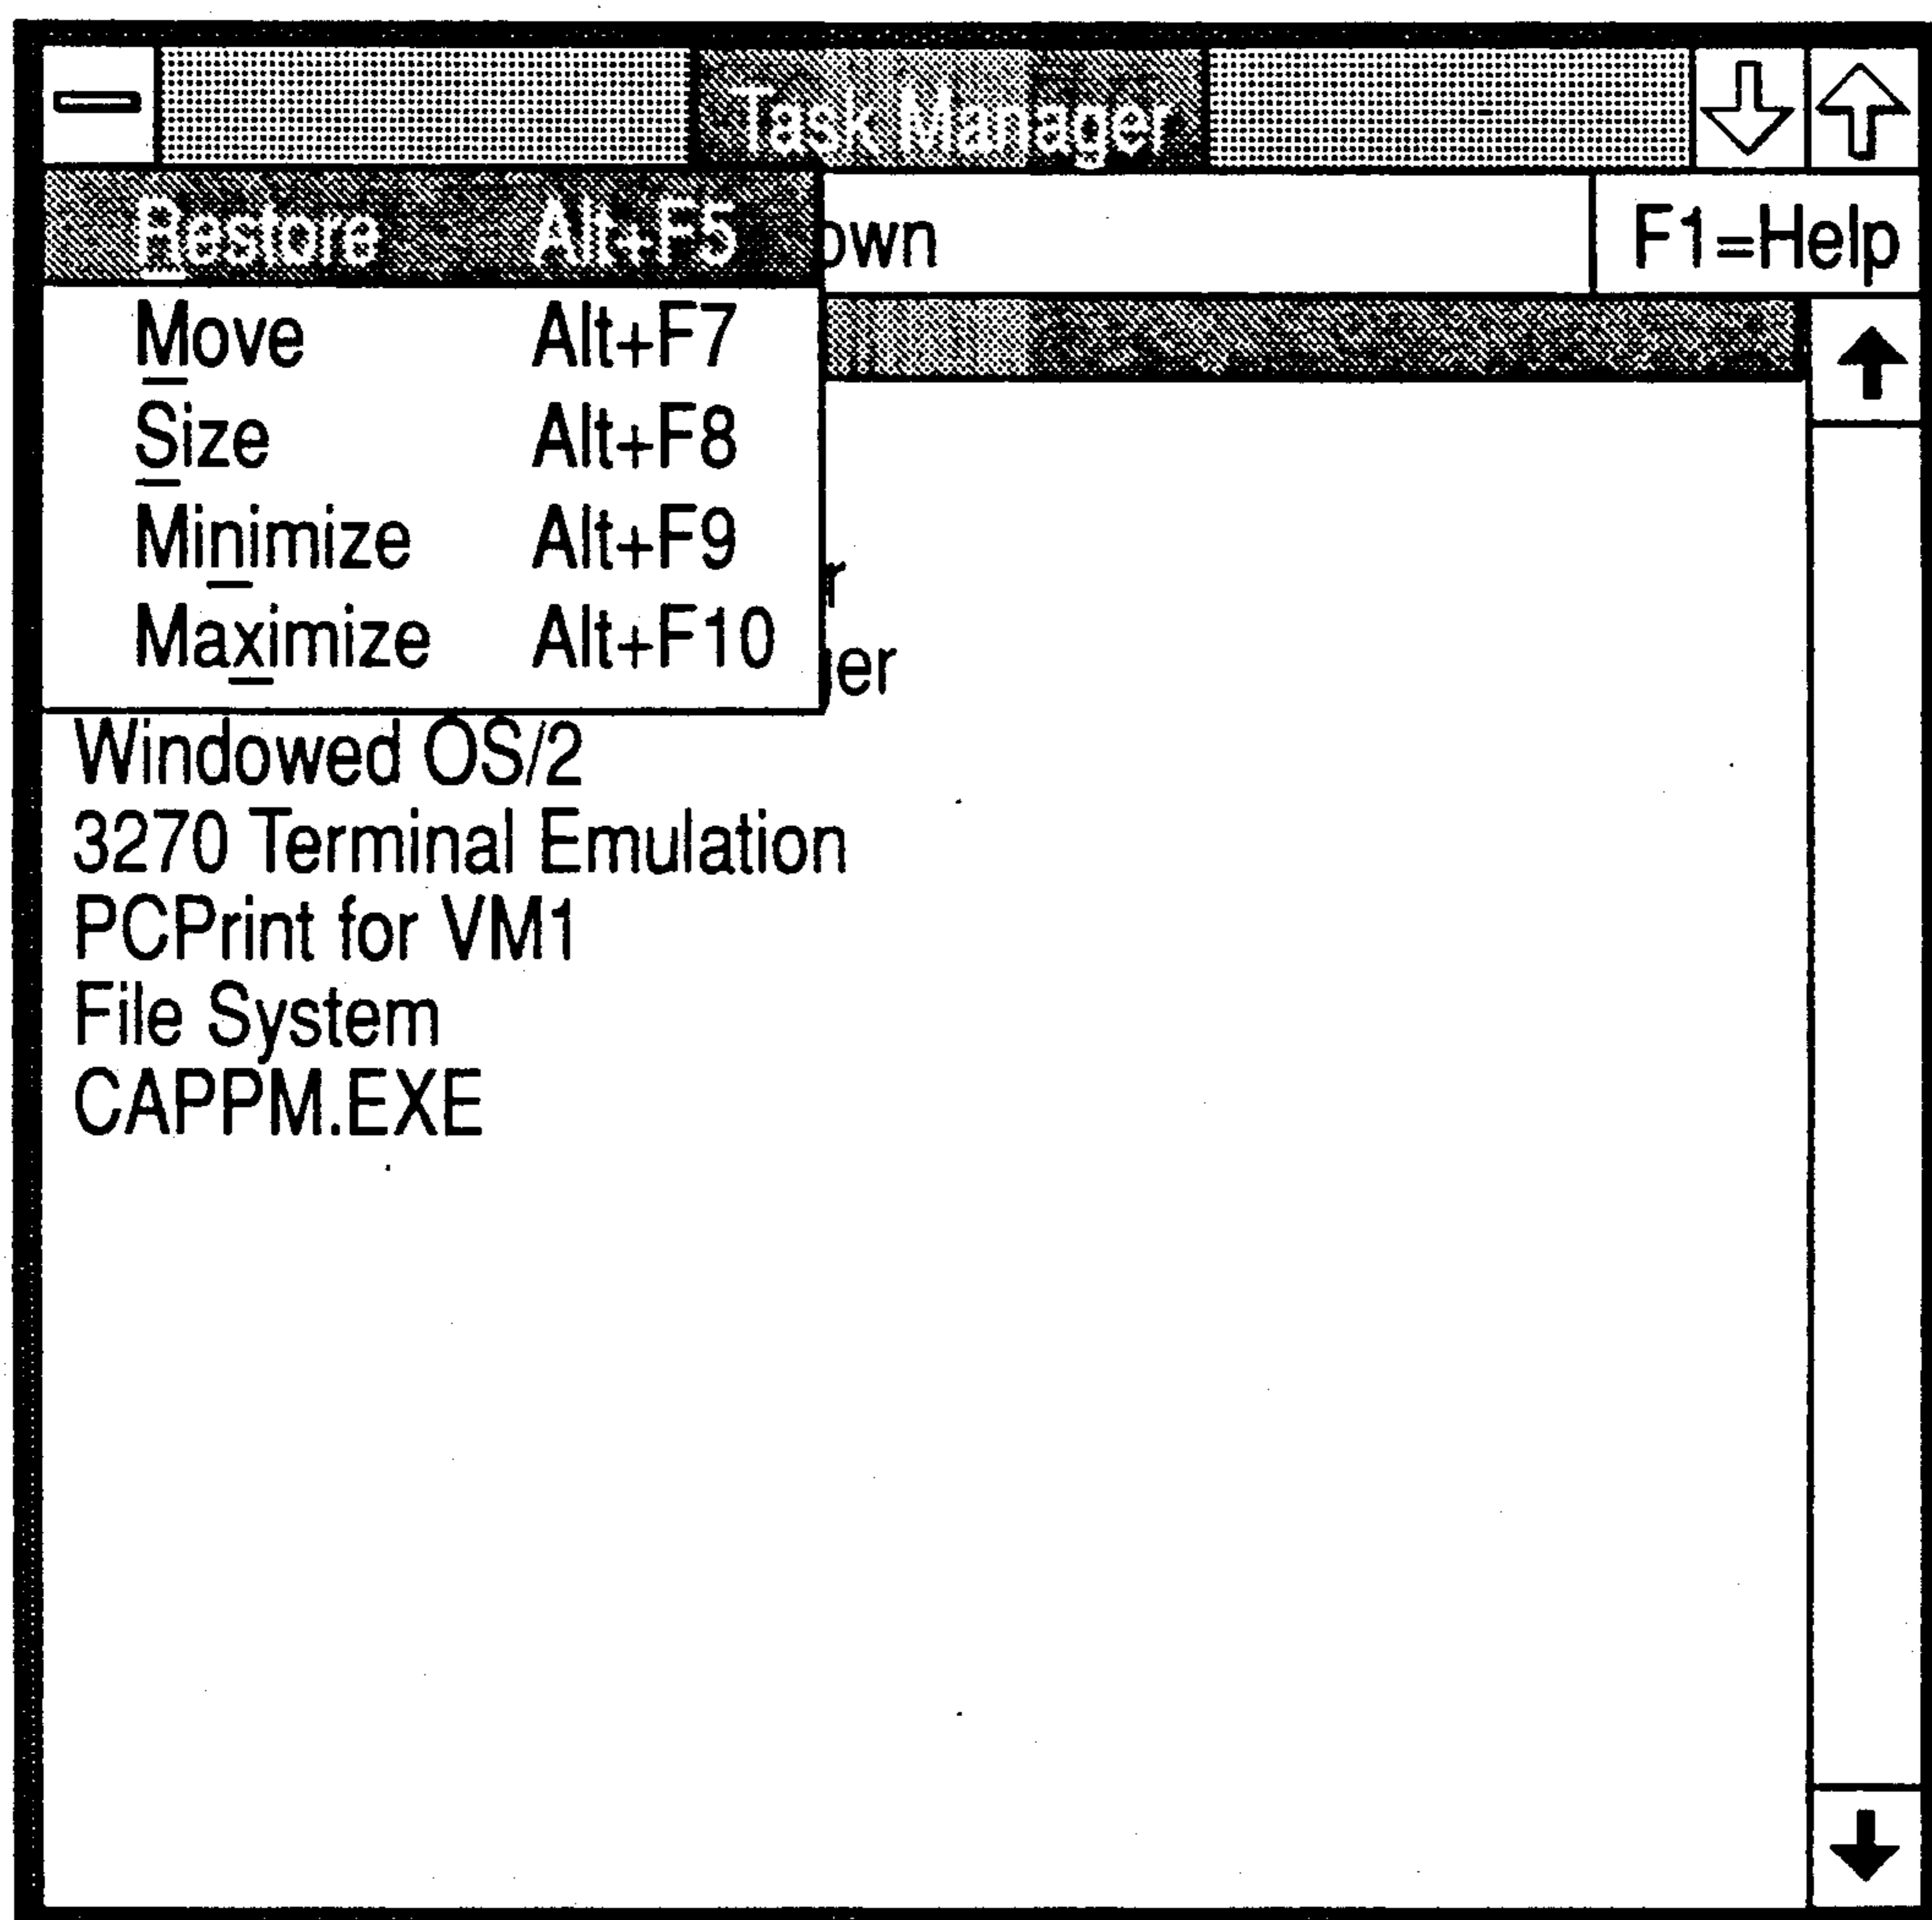 Task Manager
Restore Alt+F5 own F1=Help
Move Alt+F7
Size Alt+F8
Minimize Alt+F9
r
Maximize Alt+F10
er
Windowed OS/2
3270 Terminal Emulation
PCPrint for VM1
File System
CAPPM.EXE